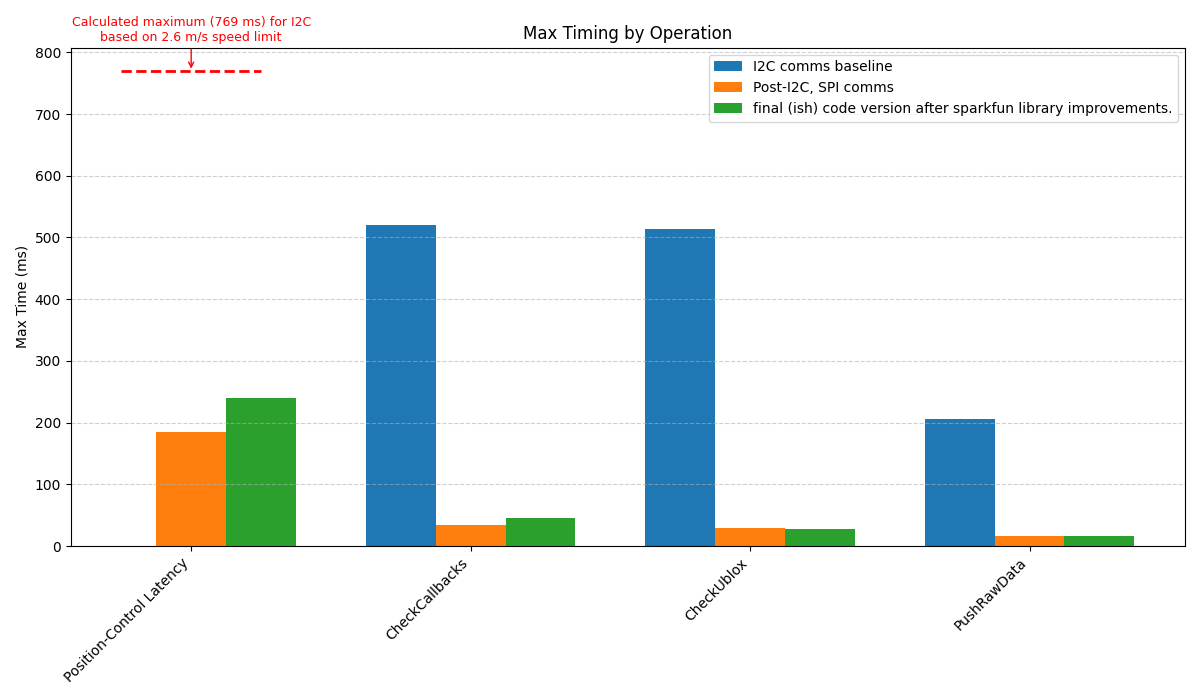 Calculated maximum (769 ms) for I2C
based on 2.6 m/s speed limit
Max Timing by Operation
I2C comms baseline
Post-I2C, SPI comms
final (ish) code version after sparkfun library improvements.
Max Time (ms)
800
700
600
500
400
300
200
100
0
Position-Control Latency
CheckCallbacks
CheckUblox
PushRawData